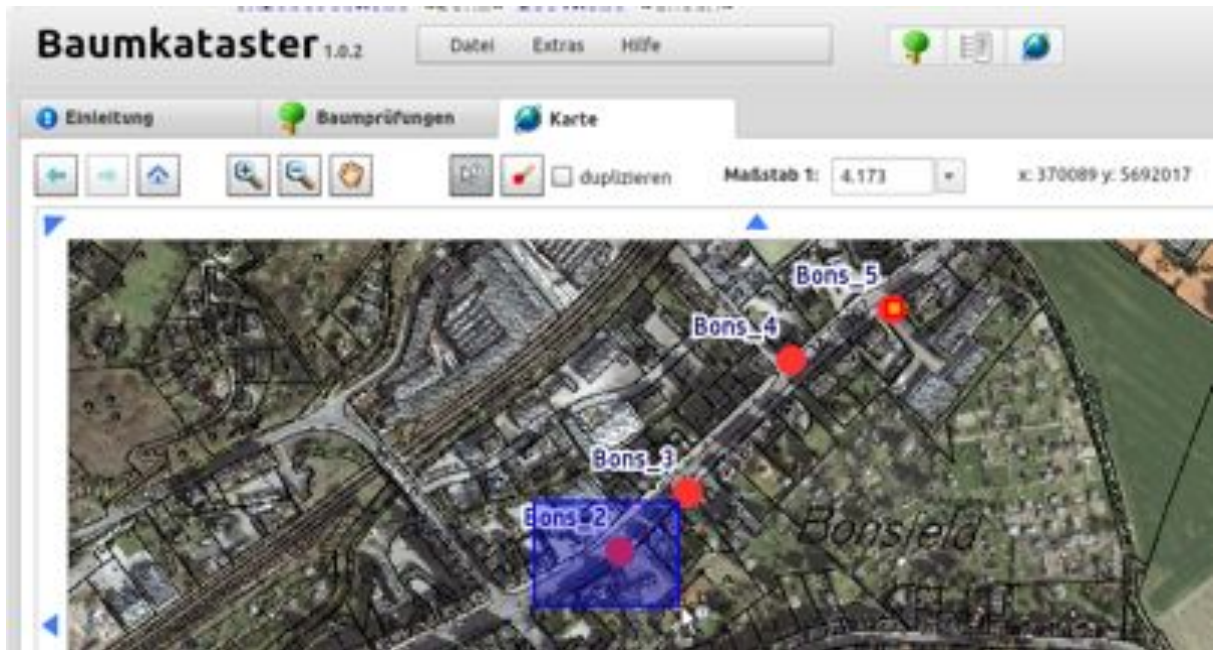 Baumkataster 1.0.2
Datei Extras Hilfe
Einleitung Baumprüfungen Karte
duplizieren Maßstab 1: 4.173 x: 370089 y: 5692017
Bons_5
Bons_4
Bons_3
Bons_2
Bonsfeld